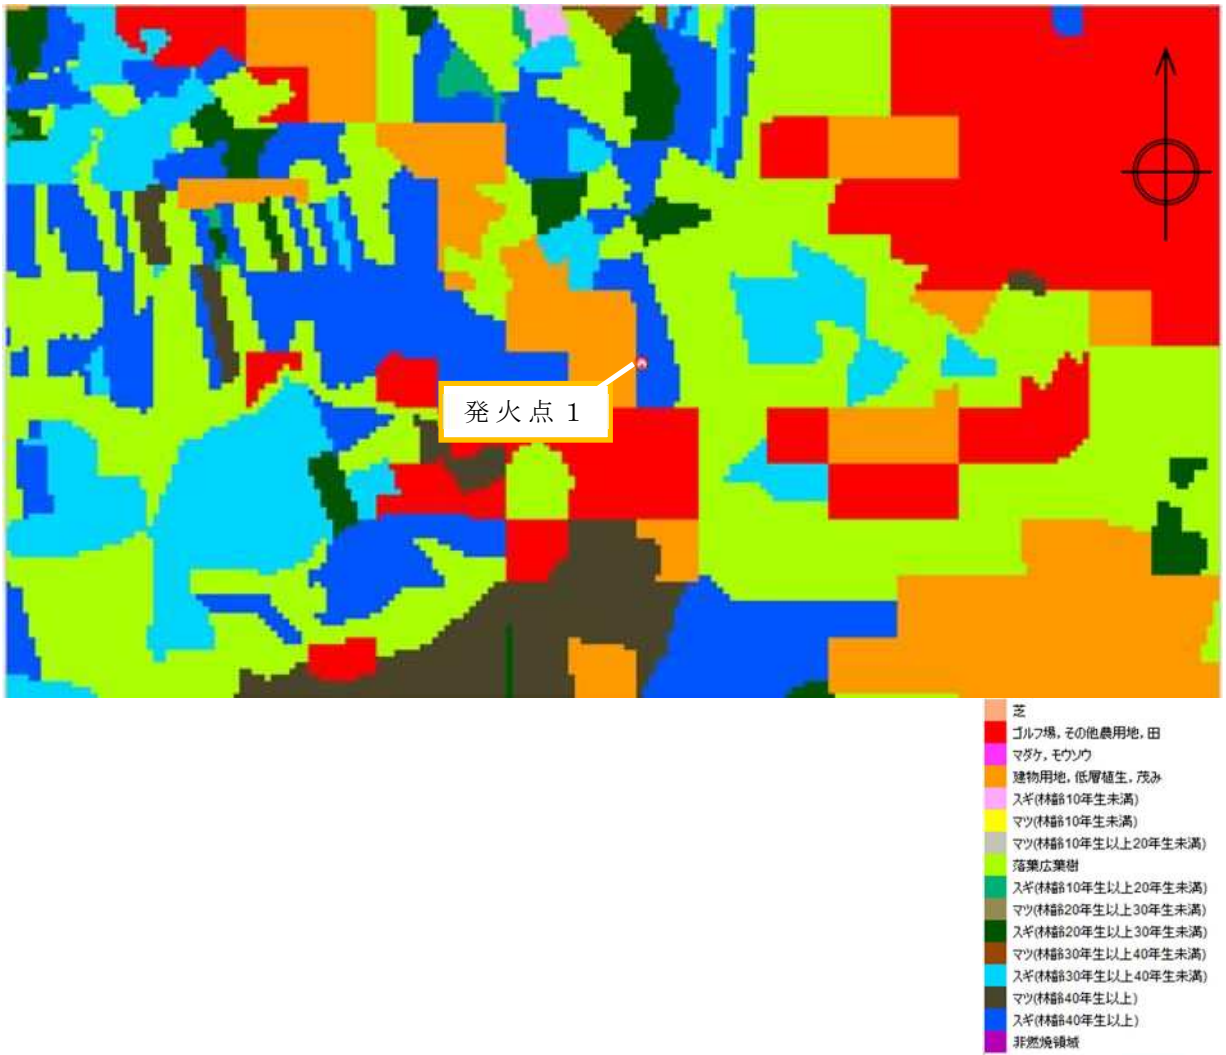 発火点 1
芝
ゴルフ場, その他農用地, 田
マダケ, モウソウ
建物用地, 低層植生, 茂み
スギ(林齢10年生未満)
マツ(林齢10年生未満)
マツ(林齢10年生以上20年生未満)
落葉広葉樹
スギ(林齢10年生以上20年生未満)
マツ(林齢20年生以上30年生未満)
スギ(林齢20年生以上30年生未満)
マツ(林齢30年生以上40年生未満)
スギ(林齢30年生以上40年生未満)
マツ(林齢40年生以上)
スギ(林齢40年生以上)
非燃焼領域